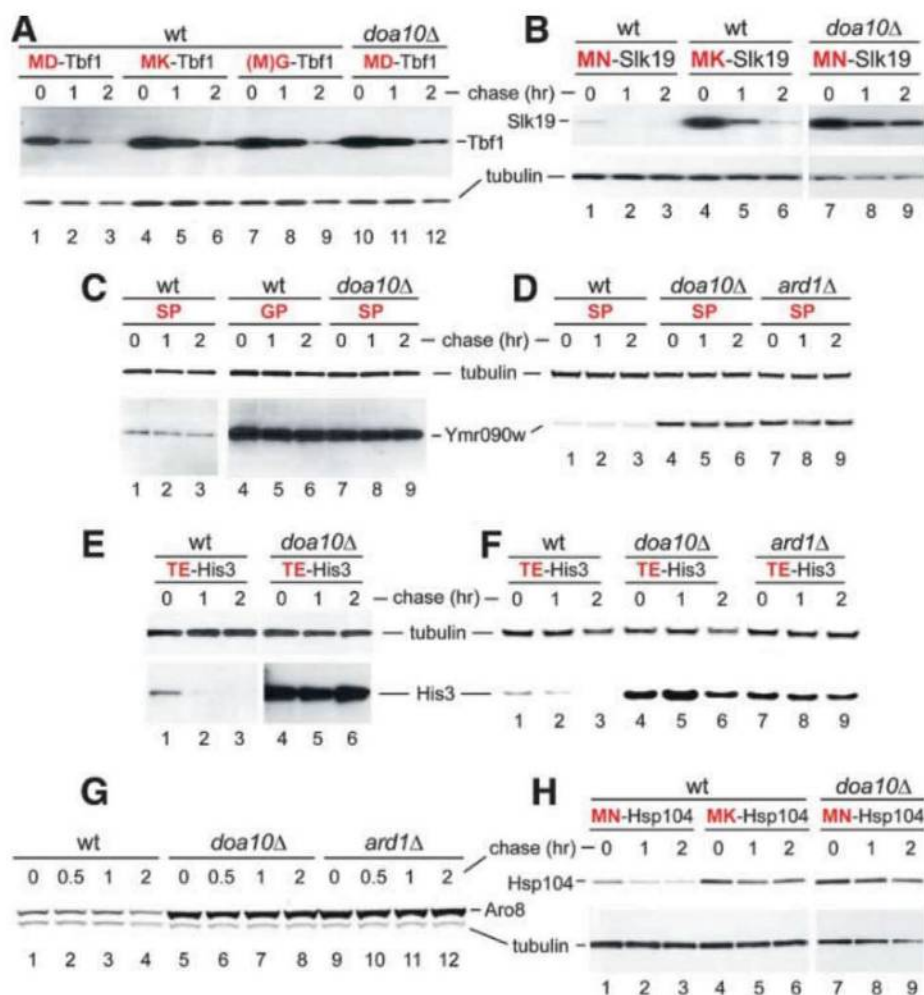 A wt doa10Δ
MD-Tbf1 MK-Tbf1 (M)G-Tbf1 MD-Tbf1
0 1 2 0 1 2 0 1 2 0 1 2 chase (hr)
Tbf1
tubulin
1 2 3 4 5 6 7 8 9 10 11 12
B wt wt doa10Δ
MN-Slk19 MK-Slk19 MN-Slk19
0 1 2 0 1 2 0 1 2
Slk19
1 2 3 4 5 6 7 8 9
C wt wt doa10Δ
SP GP SP
0 1 2 0 1 2 0 1 2 chase (hr)
tubulin
Ymr090w
1 2 3 4 5 6 7 8 9
D wt doa10Δ ard1Δ
SP SP SP
0 1 2 0 1 2 0 1 2
1 2 3 4 5 6 7 8 9
E wt doa10Δ
TE-His3 TE-His3
0 1 2 0 1 2 chase (hr)
tubulin
His3
1 2 3 4 5 6
F wt doa10Δ ard1Δ
TE-His3 TE-His3 TE-His3
0 1 2 0 1 2 0 1 2
1 2 3 4 5 6 7 8 9
G
wt doa10Δ ard1Δ
0 0.5 1 2 0 0.5 1 2 0 0.5 1 2
Aro8
1 2 3 4 5 6 7 8 9 10 11 12
H wt doa10Δ
MN-Hsp104 MK-Hsp104 MN-Hsp104
chase (hr) 0 1 2 0 1 2 0 1 2
Hsp104
tubulin
1 2 3 4 5 6 7 8 9